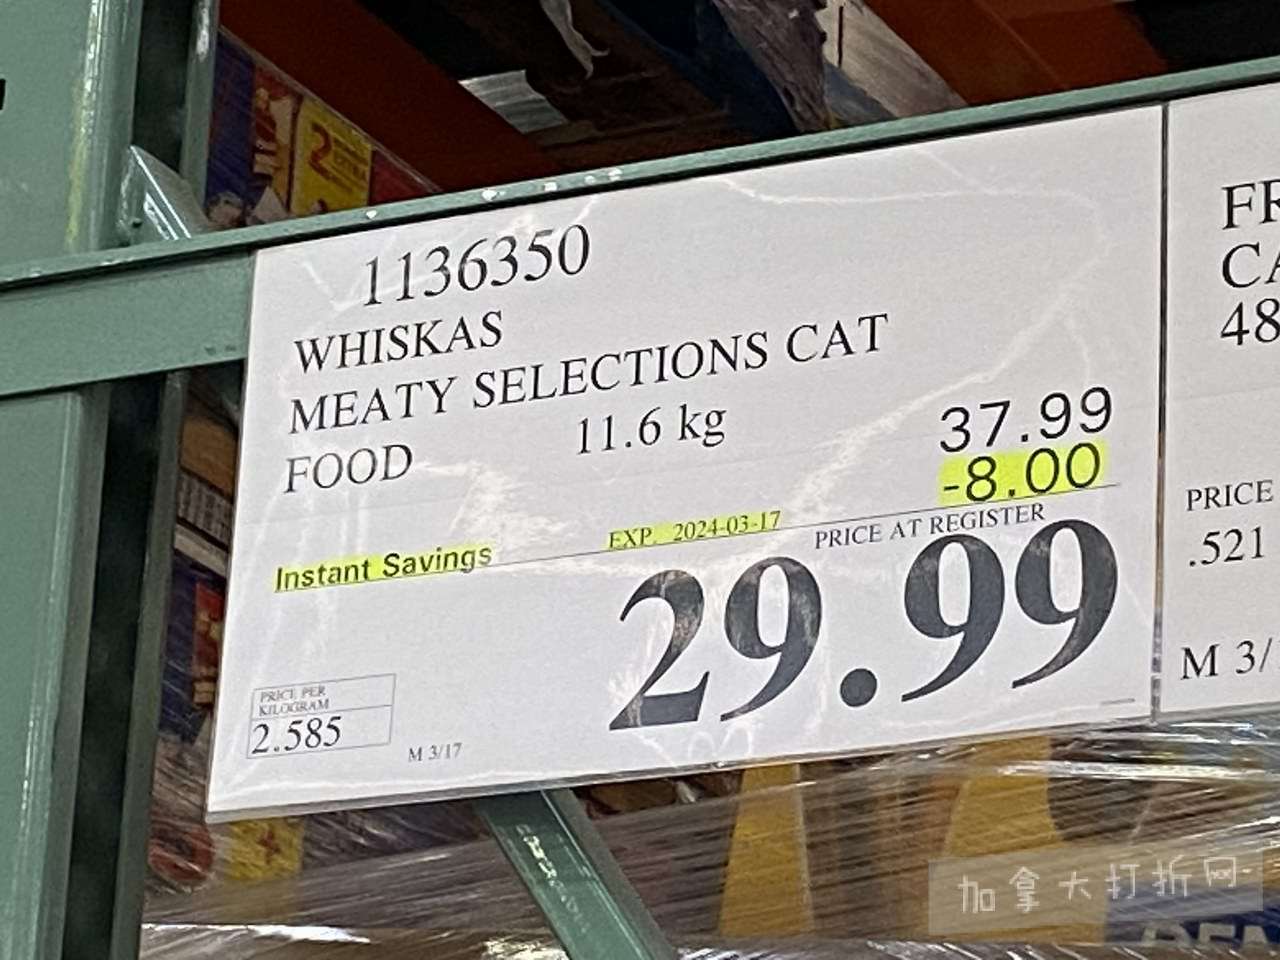 1136350
WHISKAS
MEATY SELECTIONS CAT
FOOD 11.6 kg
37.99
-8.00
Instant Savings
EXP. 2024-03-17
PRICE AT REGISTER
29.99
PRICE PER
KILOGRAM
2.585
M 3/17
FR
CA
48
PRICE
.521
M 3/
2
加拿大打折网